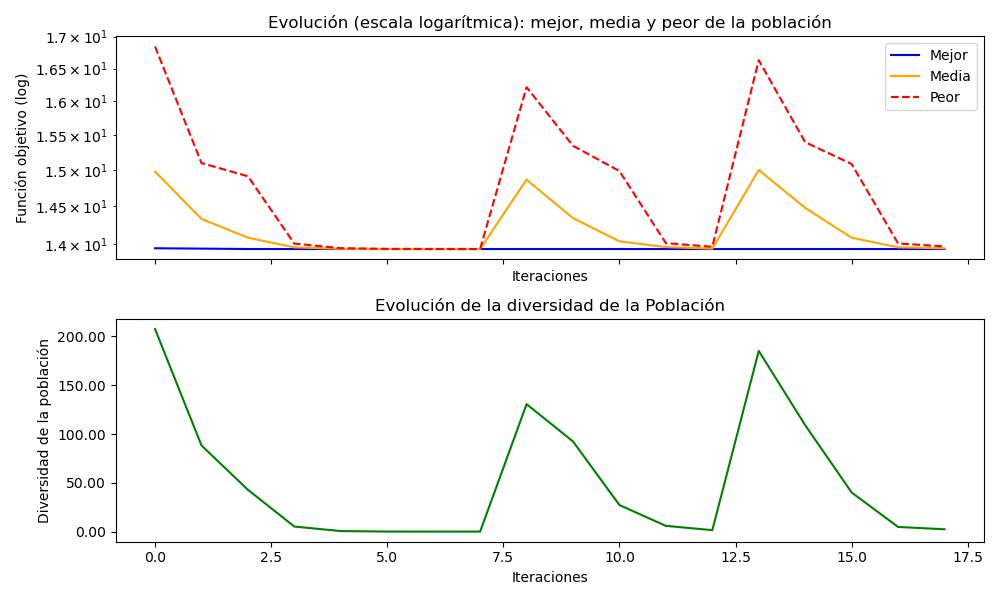 Evolución (escala logarítmica): mejor, media y peor de la población
1.7 × 10¹
1.65 × 10¹
1.6 × 10¹
1.55 × 10¹
1.5 × 10¹
1.45 × 10¹
1.4 × 10¹
Función objetivo (log)
Mejor
Media
Peor
Iteraciones
Evolución de la diversidad de la Población
200.00
150.00
100.00
50.00
0.00
Diversidad de la población
0.0 2.5 5.0 7.5 10.0 12.5 15.0 17.5
Iteraciones